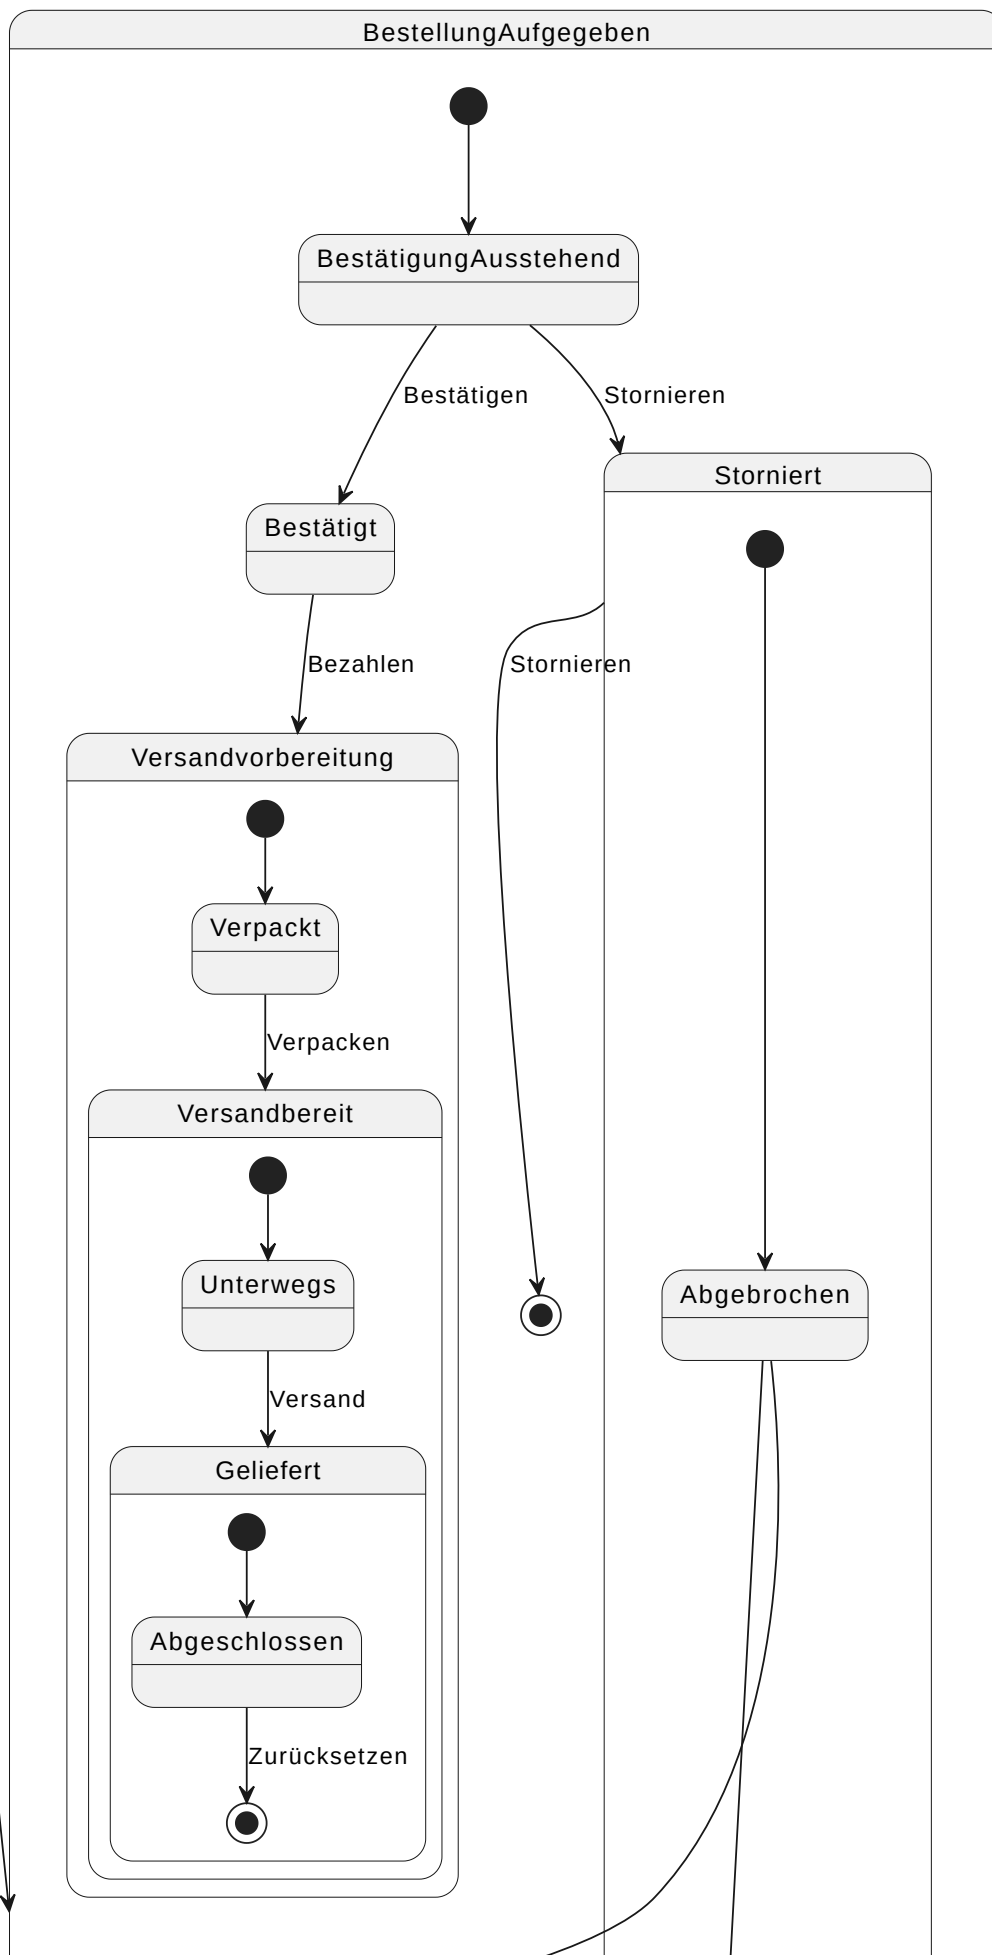 BestellungAufgegeben
BestätigungAusstehend
Bestätigen
Stornieren
Storniert
Bestätigt
Bezahlen
Stornieren
Versandvorbereitung
Verpackt
Verpacken
Versandbereit
Unterwegs
Abgebrochen
Versand
Geliefert
Abgeschlossen
Zurücksetzen